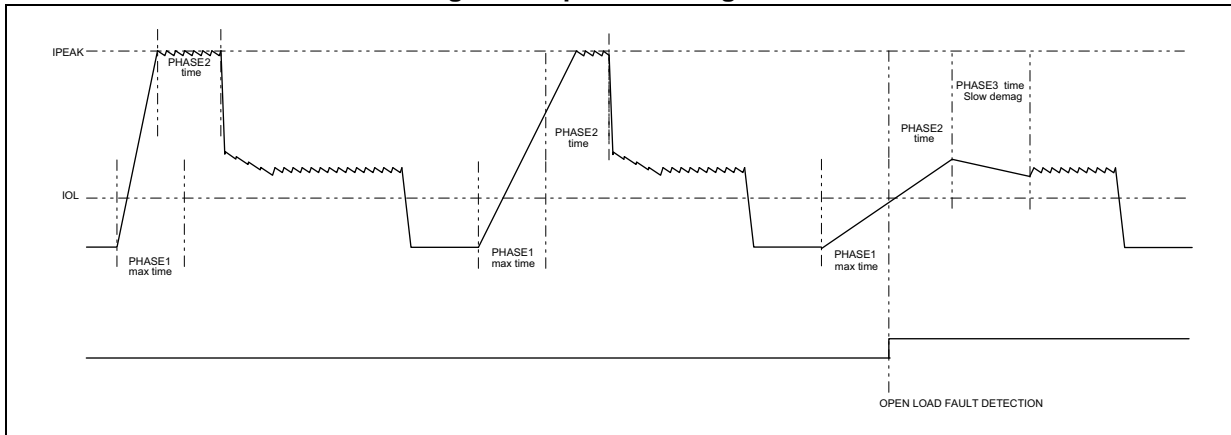 IPEAK
PHASE2
time
PHASE2
time
PHASE3 time
Slow demag
PHASE2
time
IOL
PHASE1
max time
PHASE1
max time
PHASE1
max time
OPEN LOAD FAULT DETECTION